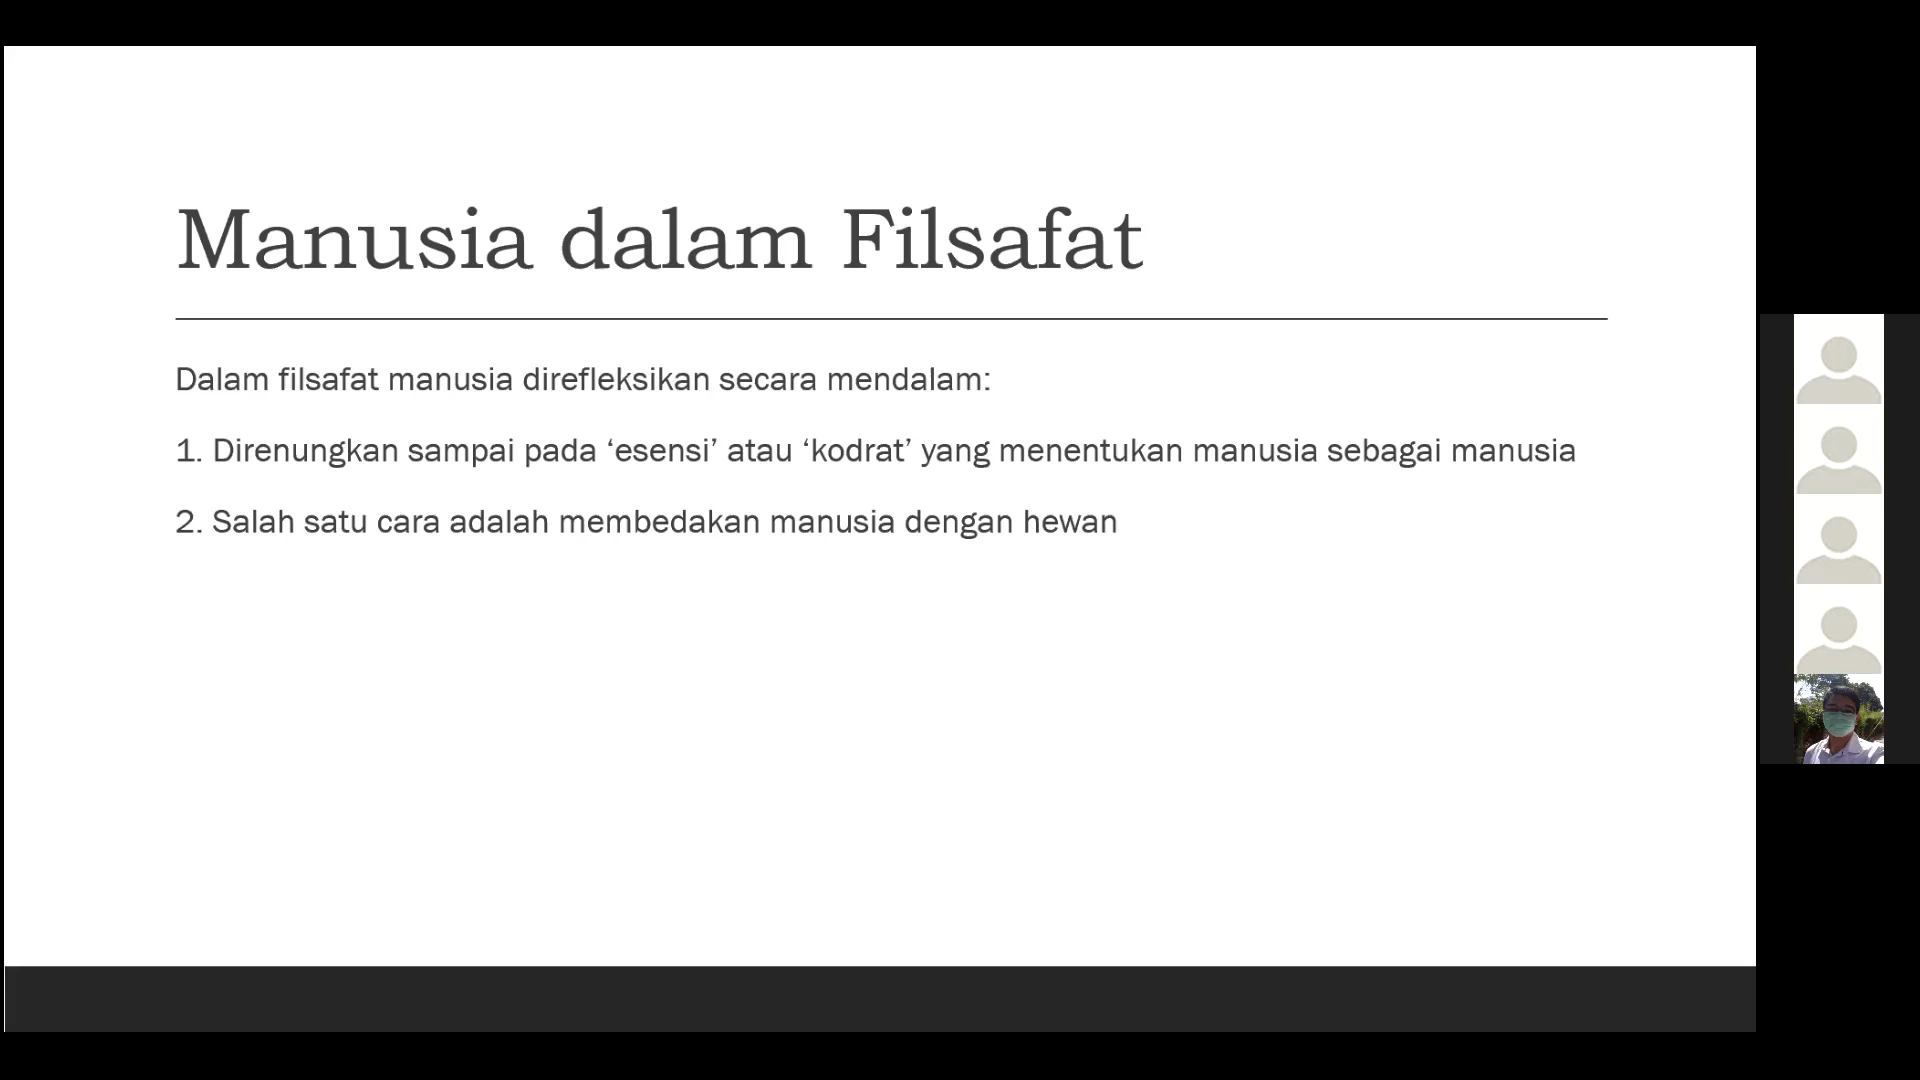 Manusia dalam Filsafat
Dalam filsafat manusia direfleksikan secara mendalam:
1. Direnungkan sampai pada ‘esensi’ atau ‘kodrat’ yang menentukan manusia sebagai manusia
2. Salah satu cara adalah membedakan manusia dengan hewan